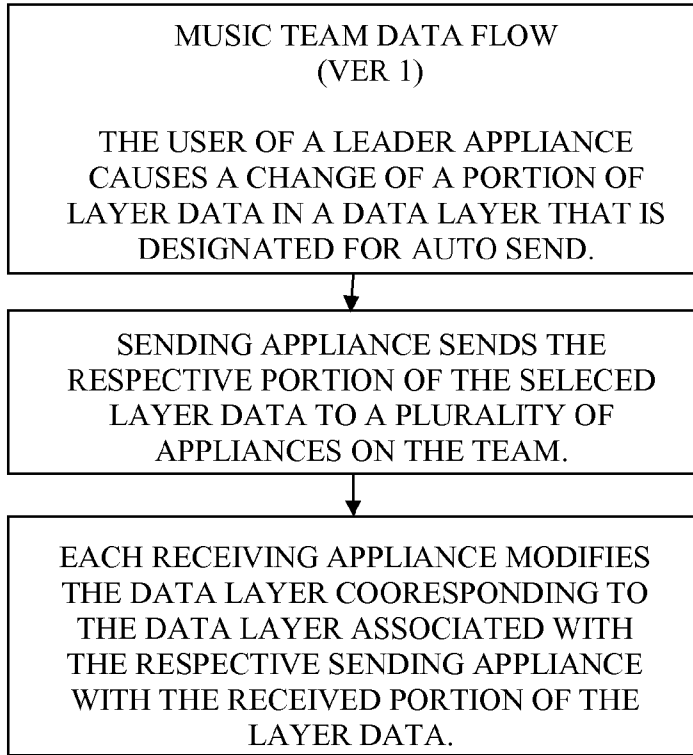 MUSIC TEAM DATA FLOW
(VER 1)
THE USER OF A LEADER APPLIANCE
CAUSES A CHANGE OF A PORTION OF
LAYER DATA IN A DATA LAYER THAT IS
DESIGNATED FOR AUTO SEND.
SENDING APPLIANCE SENDS THE
RESPECTIVE PORTION OF THE SELECED
LAYER DATA TO A PLURALITY OF
APPLIANCES ON THE TEAM.
EACH RECEIVING APPLIANCE MODIFIES
THE DATA LAYER COORESPONDING TO
THE DATA LAYER ASSOCIATED WITH
THE RESPECTIVE SENDING APPLIANCE
WITH THE RECEIVED PORTION OF THE
LAYER DATA.